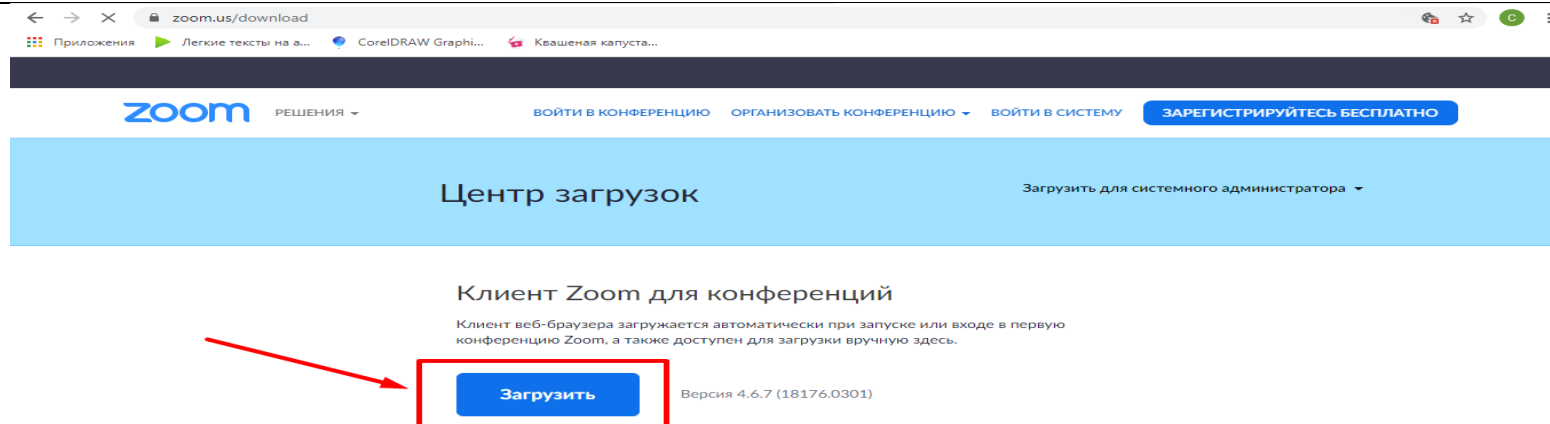 zoom.us/download
C
Приложения Легкие тексты на а... CorelDRAW Graphi... Квашеная капуста...
zoom РЕШЕНИЯ ВОЙТИ В КОНФЕРЕНЦИЮ ОРГАНИЗОВАТЬ КОНФЕРЕНЦИЮ ВОЙТИ В СИСТЕМУ ЗАРЕГИСТРИРУЙТЕСЬ БЕСПЛАТНО
Центр загрузок Загрузить для системного администратора
Клиент Zoom для конференций
Клиент веб-браузера загружается автоматически при запуске или входе в первую
конференцию Zoom, а также доступен для загрузки вручную здесь.
Загрузить Версия 4.6.7 (18176.0301)